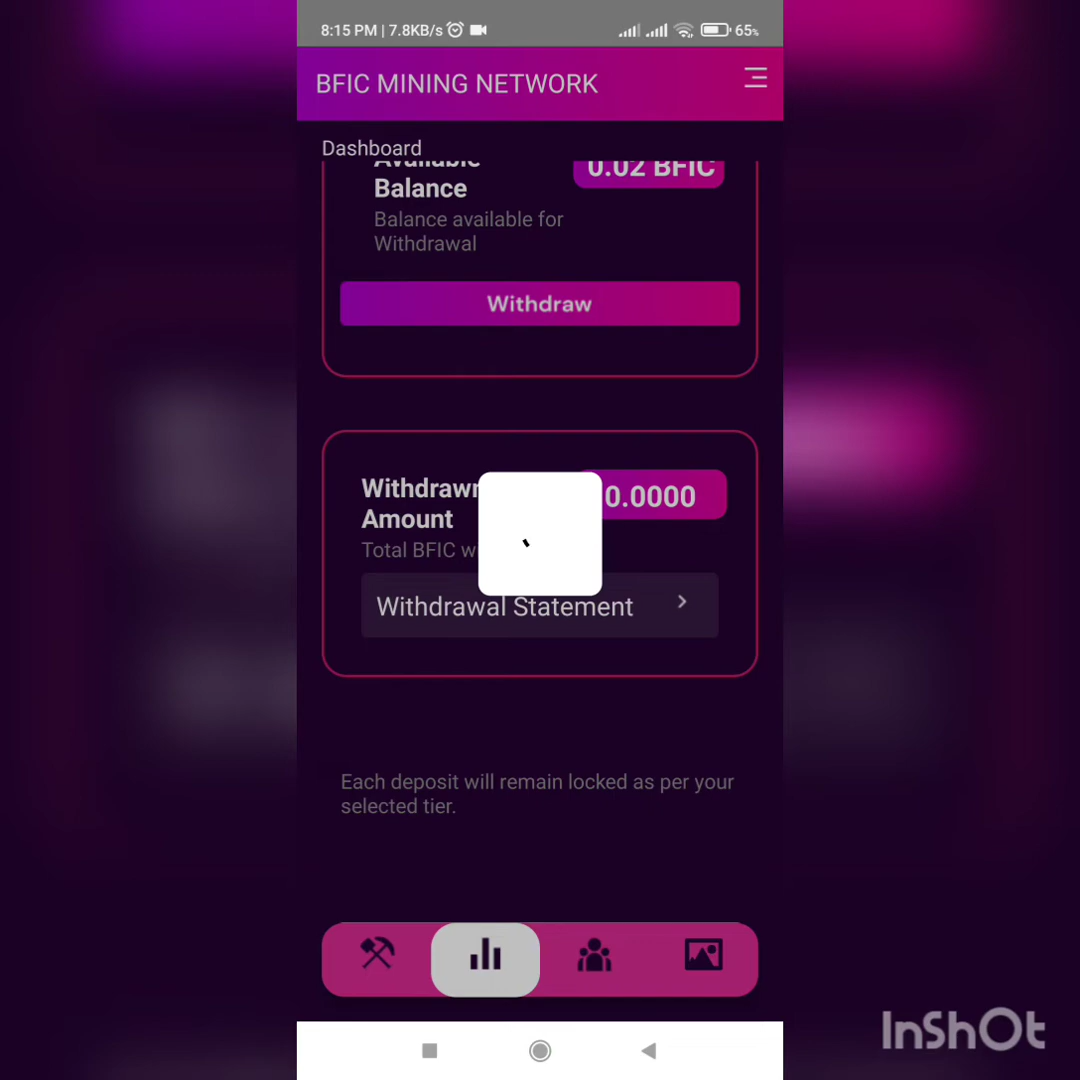 8:15 PM | 7.8KB/s 65%
BFIC MINING NETWORK
Dashboard
Available 0.02 BFIC
Balance
Balance available for
Withdrawal
Withdraw
0.0000
Amount
Total BFIC
Withdrawal Statement
Each deposit will remain locked as per your
selected tier.
InShOt